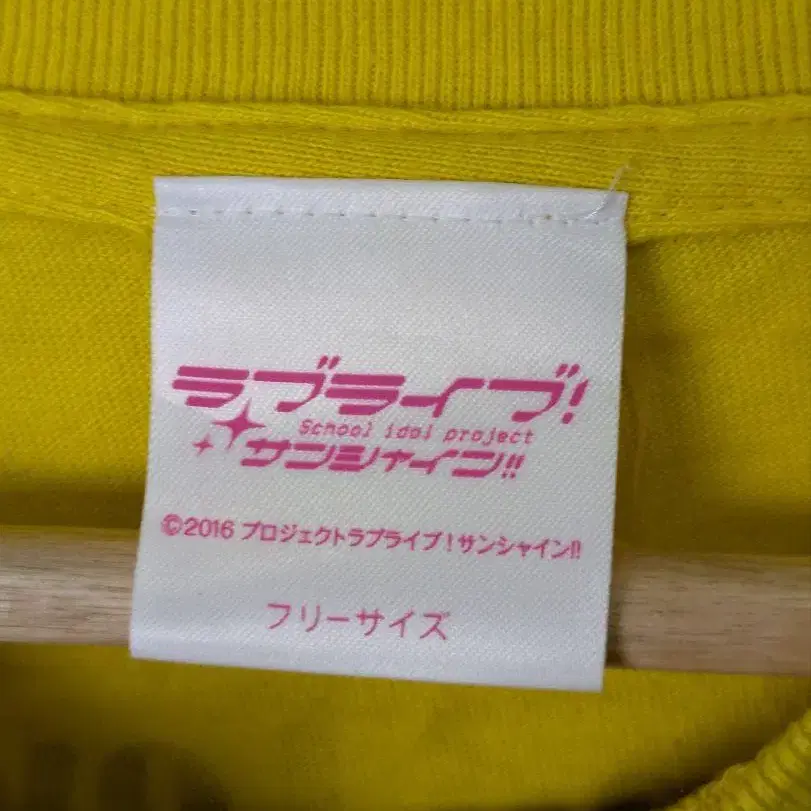 ラブライブ!
School idol project
サンシャイン!!
©2016 プロジェクトラブライブ!サンシャイン!!
フリーサイズ